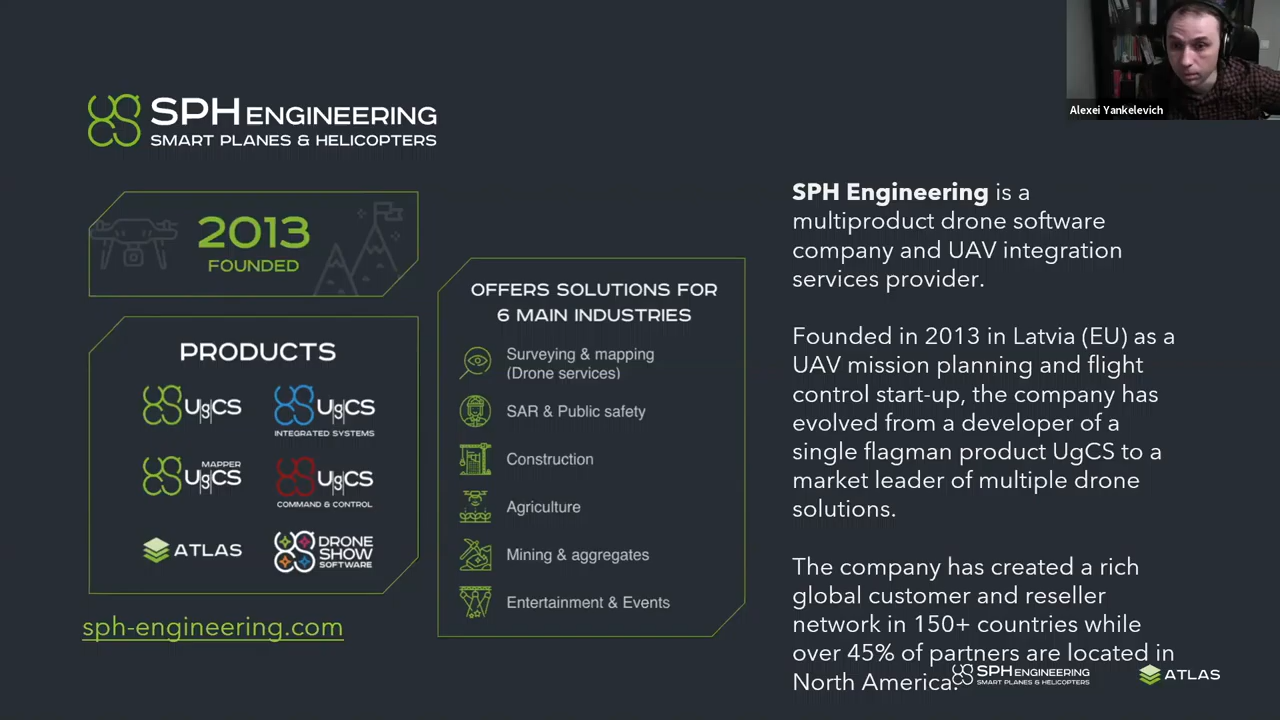 Alexei Yankelevich
SPH ENGINEERING
SMART PLANES & HELICOPTERS
2013
FOUNDED
PRODUCTS
UgCS
UgCS
INTEGRATED SYSTEMS
MAPPER
UgCS
UgCS
COMMAND & CONTROL
ATLAS
DRONE
SHOW
SOFTWARE
sph-engineering.com
OFFERS SOLUTIONS FOR
6 MAIN INDUSTRIES
Surveying & mapping
(Drone services)
SAR & Public safety
Construction
Agriculture
Mining & aggregates
Entertainment & Events
SPH Engineering is a
multiproduct drone software
company and UAV integration
services provider.
Founded in 2013 in Latvia (EU) as a
UAV mission planning and flight
control start-up, the company has
evolved from a developer of a
single flagman product UgCS to a
market leader of multiple drone
solutions.
The company has created a rich
global customer and reseller
network in 150+ countries while
over 45% of partners are located in
North America.
SPH ENGINEERING
SMART PLANES & HELICOPTERS
ATLAS